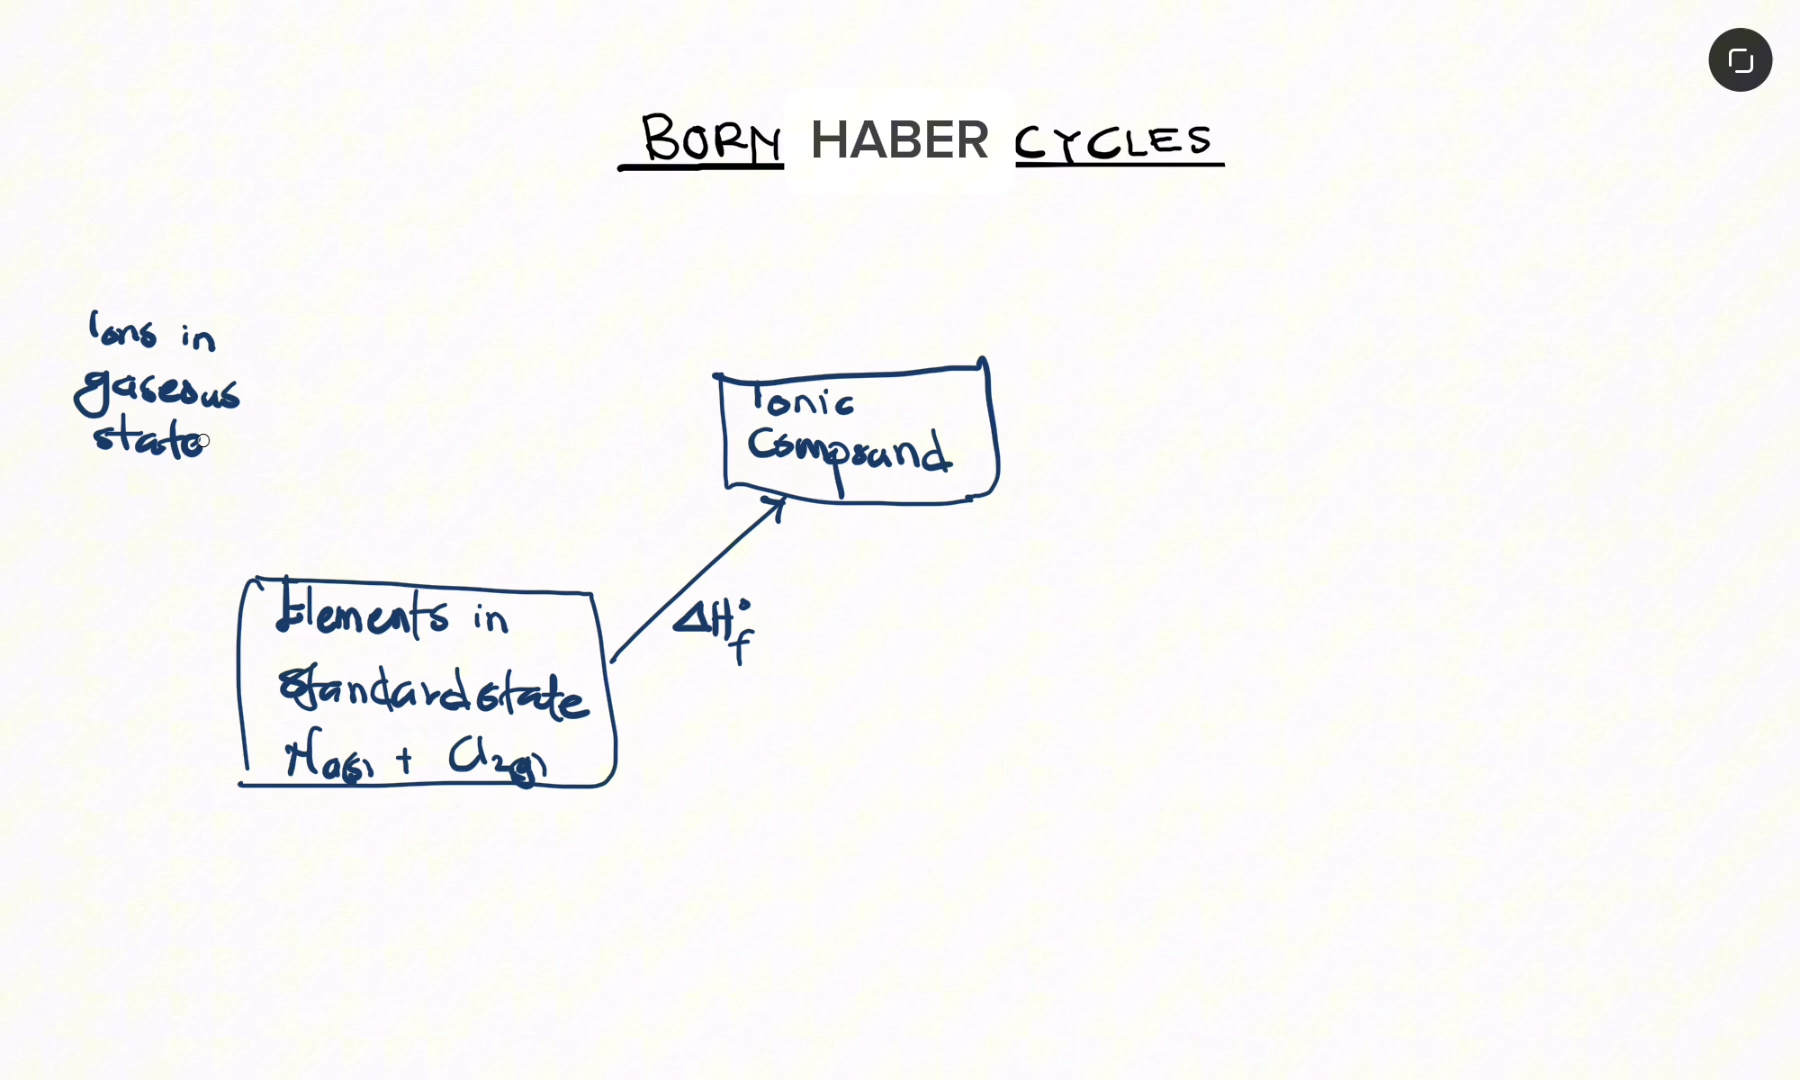 BORN HABER CYCLES
Ions in
gaseous
state
Ionic
Compound
ΔH°f
Elements in
standard state
Na(s) + Cl2(g)